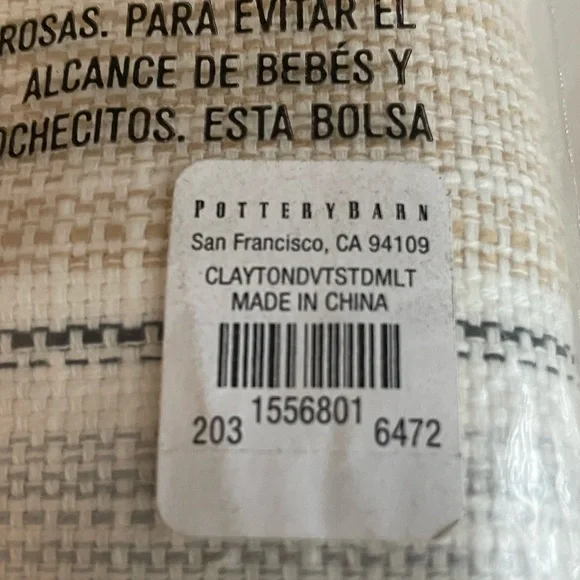 ROSAS. PARA EVITAR EL
ALCANCE DE BEBÉS Y
OCHECITOS. ESTA BOLSA
POTTERYBARN
San Francisco, CA 94109
CLAYTONDVTSTDMLT
MADE IN CHINA
1556801
203 6472